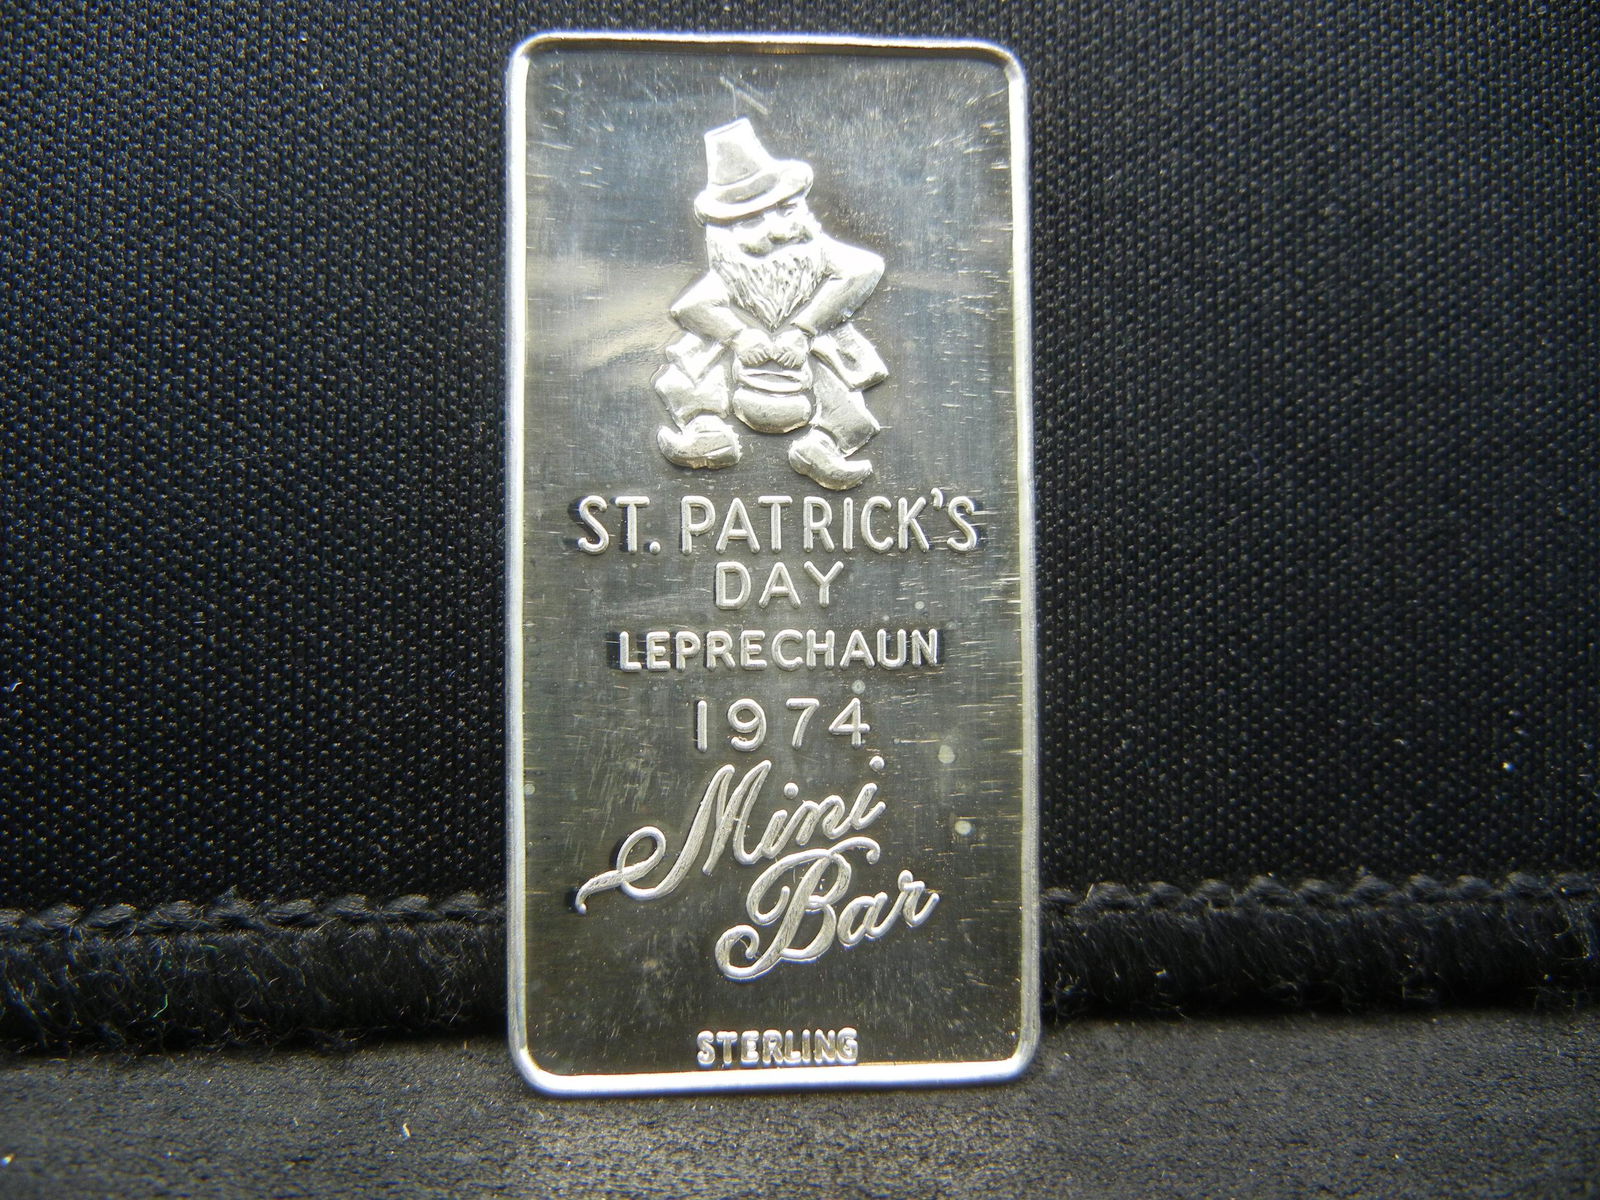 ST. PATRICK'S
DAY
LEPRECHAUN
1974
Mini
Bar
STERLING